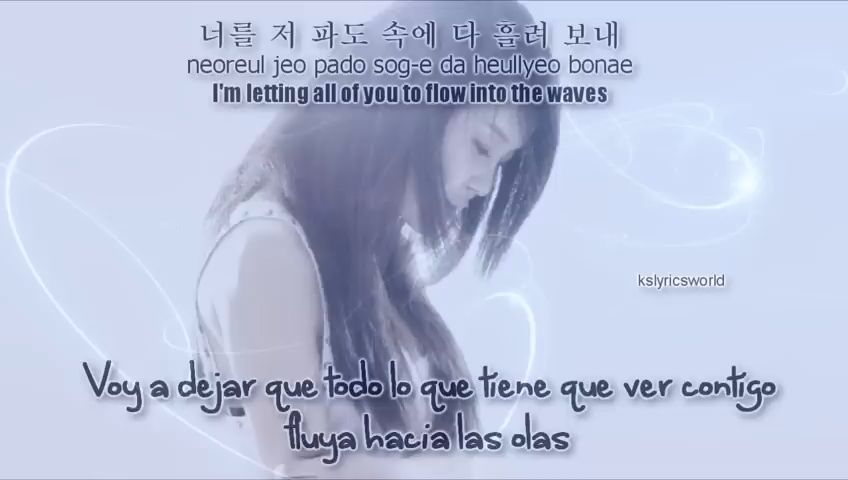 너를 저 파도 속에 다 흘려 보내
neoreul jeo pado sog-e da heullyeo bonae
I'm letting all of you to flow into the waves
kslyricsworld
Voy a dejar que todo lo que tiene que ver contigo
fluya hacia las olas